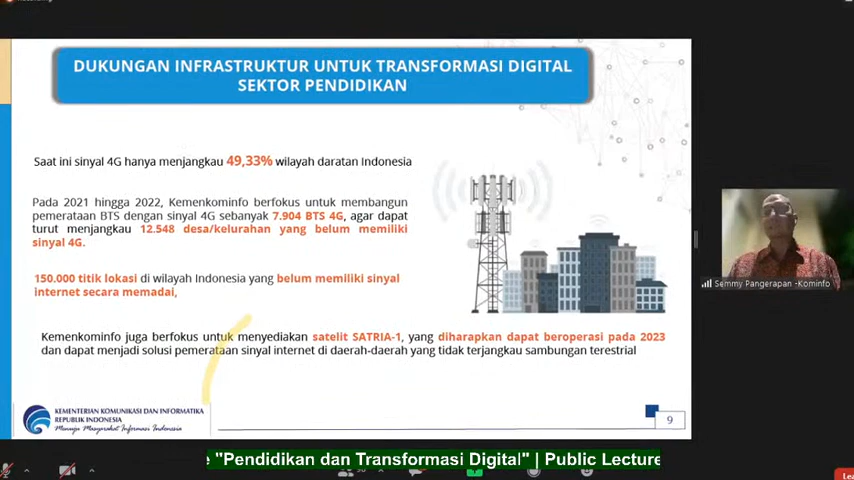 DUKUNGAN INFRASTRUKTUR UNTUK TRANSFORMASI DIGITAL
SEKTOR PENDIDIKAN
Saat ini sinyal 4G hanya menjangkau 49,33% wilayah daratan Indonesia
Pada 2021 hingga 2022, Kemenkominfo berfokus untuk membangun
pemerataan BTS dengan sinyal 4G sebanyak 7.904 BTS 4G, agar dapat
turut menjangkau 12.548 desa/kelurahan yang belum memiliki
sinyal 4G.
150.000 titik lokasi di wilayah Indonesia yang belum memiliki sinyal
internet secara memadai,
Kemenkominfo juga berfokus untuk menyediakan satelit SATRIA-1, yang diharapkan dapat beroperasi pada 2023
dan dapat menjadi solusi pemerataan sinyal internet di daerah-daerah yang tidak terjangkau sambungan terestrial
Semmy Pangerapan -Kominfo
KEMENTERIAN KOMUNIKASI DAN INFORMATIKA
REPUBLIK INDONESIA
Menuju Masyarakat Informasi Indonesia
9
"Pendidikan dan Transformasi Digital" | Public Lecture
Lea